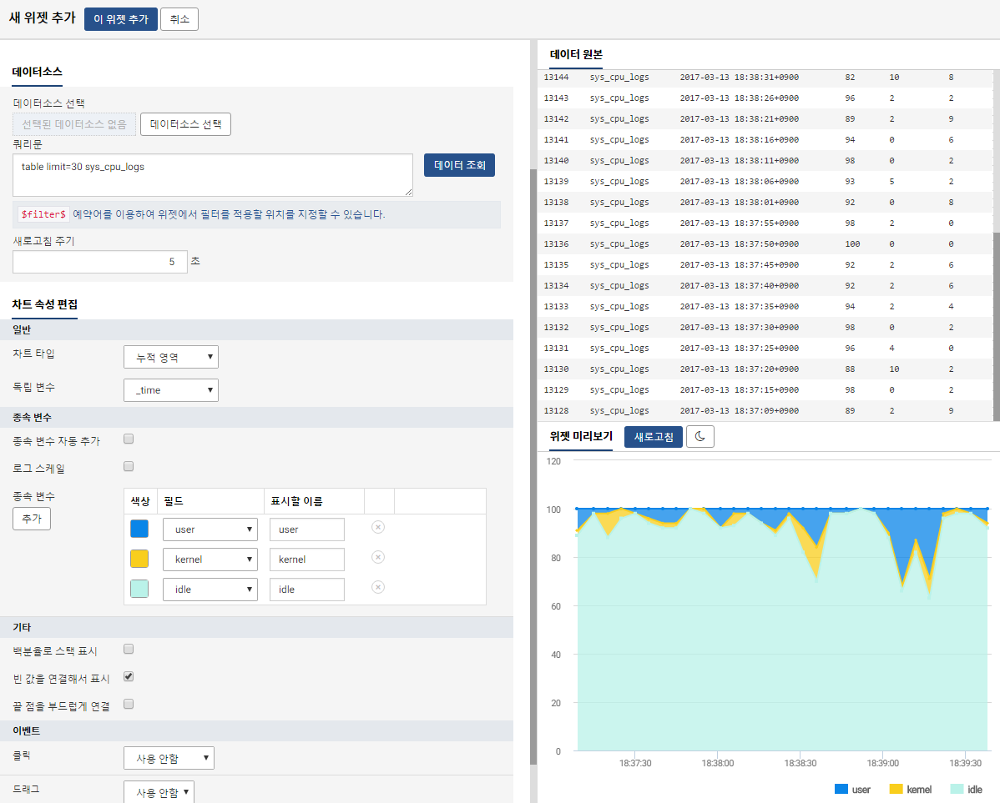 새 위젯 추가 이 위젯 추가 취소
데이터소스
데이터소스 선택
선택된 데이터소스 없음 데이터소스 선택
쿼리문
table limit=30 sys_cpu_logs 데이터 조회
$filter$ 예약어를 이용하여 위젯에서 필터를 적용할 위치를 지정할 수 있습니다.
새로고침 주기
5 초
차트 속성 편집
일반
차트 타입 누적 영역
독립 변수 _time
종속 변수
종속 변수 자동 추가
로그 스케일
종속 변수
추가
색상 필드 표시할 이름
user user
kernel kernel
idle idle
기타
백분율로 스택 표시
빈 값을 연결해서 표시
끝 점을 부드럽게 연결
이벤트
클릭 사용 안함
드래그 사용 안함
데이터 원본
13144 sys_cpu_logs 2017-03-13 18:38:31+0900 82 10 8
13143 sys_cpu_logs 2017-03-13 18:38:26+0900 96 2 2
13142 sys_cpu_logs 2017-03-13 18:38:21+0900 89 2 9
13141 sys_cpu_logs 2017-03-13 18:38:16+0900 94 0 6
13140 sys_cpu_logs 2017-03-13 18:38:11+0900 98 0 2
13139 sys_cpu_logs 2017-03-13 18:38:06+0900 93 5 2
13138 sys_cpu_logs 2017-03-13 18:38:01+0900 92 0 8
13137 sys_cpu_logs 2017-03-13 18:37:55+0900 98 2 0
13136 sys_cpu_logs 2017-03-13 18:37:50+0900 100 0 0
13135 sys_cpu_logs 2017-03-13 18:37:45+0900 92 2 6
13134 sys_cpu_logs 2017-03-13 18:37:40+0900 92 2 6
13133 sys_cpu_logs 2017-03-13 18:37:35+0900 94 2 4
13132 sys_cpu_logs 2017-03-13 18:37:30+0900 98 0 2
13131 sys_cpu_logs 2017-03-13 18:37:25+0900 96 4 0
13130 sys_cpu_logs 2017-03-13 18:37:20+0900 88 10 2
13129 sys_cpu_logs 2017-03-13 18:37:15+0900 98 0 2
13128 sys_cpu_logs 2017-03-13 18:37:09+0900 89 2 9
위젯 미리보기 새로고침
120
100
80
60
40
20
0
18:37:30 18:38:00 18:38:30 18:39:00 18:39:30
user kernel idle